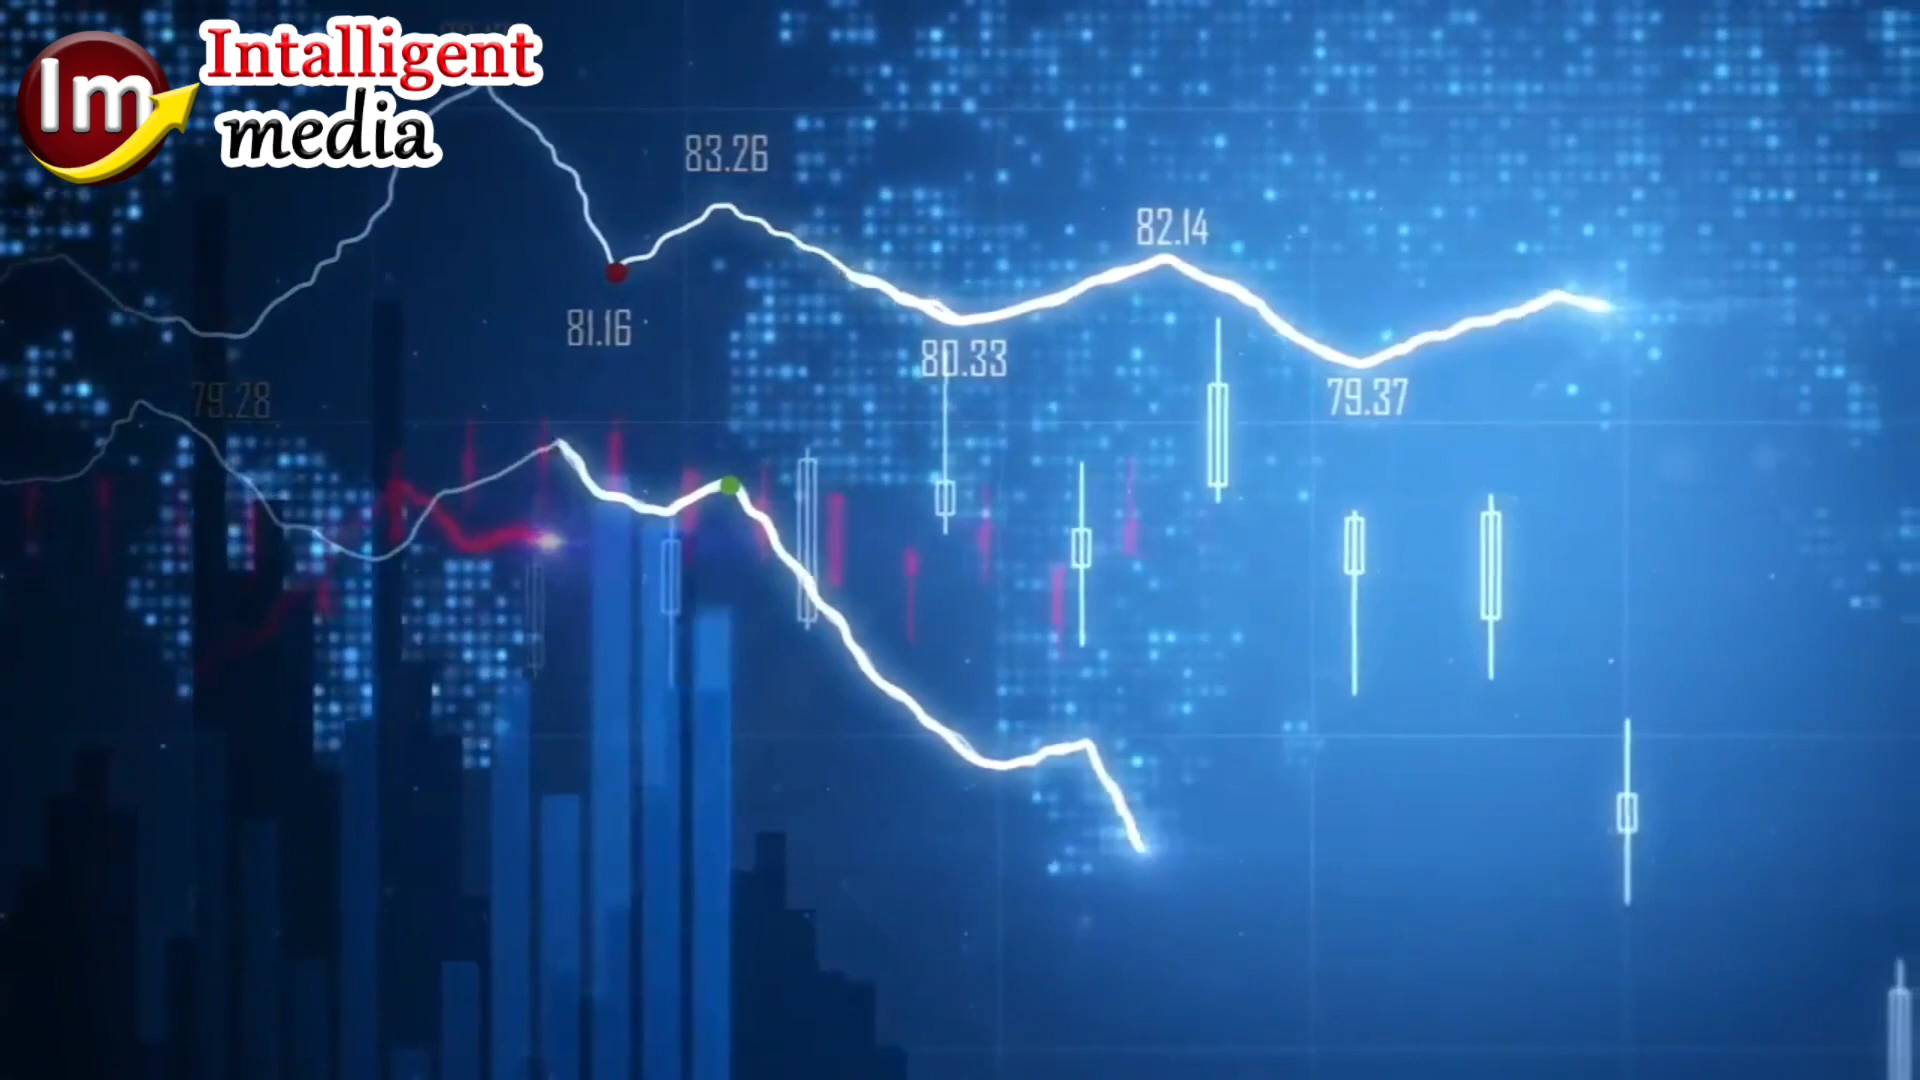 Im
Intalligent
media
83.26
82.14
81.16
80.33
79.37
79.28